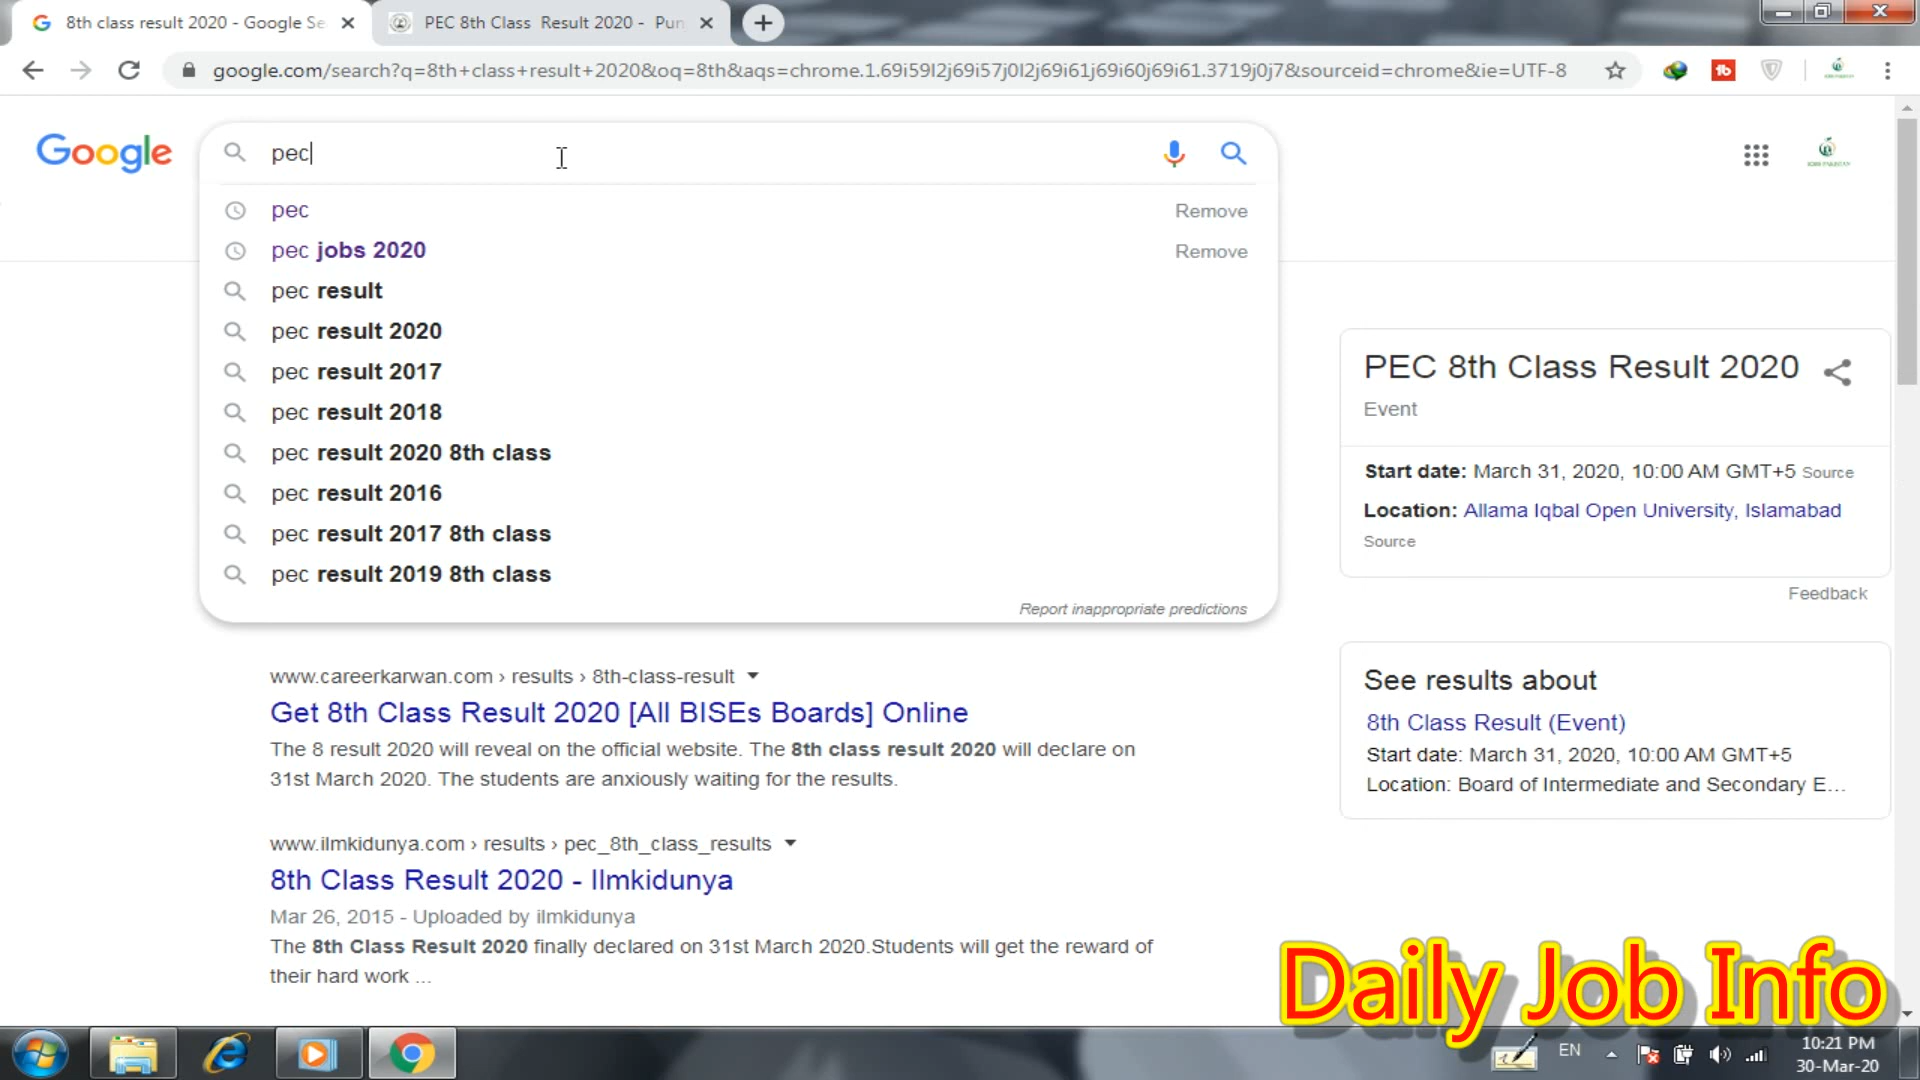 8th class result 2020 - Google Se
PEC 8th Class Result 2020 - Pun
google.com/search?q=8th+class+result+2020&oq=8th&aqs=chrome.1.69i59l2j69i57j0l2j69i61j69i60j69i61.3719j0j7&sourceid=chrome&ie=UTF-8
Google
pec
pec Remove
pec jobs 2020 Remove
pec result
pec result 2020
pec result 2017
pec result 2018
pec result 2020 8th class
pec result 2016
pec result 2017 8th class
pec result 2019 8th class
Report inappropriate predictions
www.careerkarwan.com › results › 8th-class-result
Get 8th Class Result 2020 [All BISEs Boards] Online
The 8 result 2020 will reveal on the official website. The 8th class result 2020 will declare on
31st March 2020. The students are anxiously waiting for the results.
www.ilmkidunya.com › results › pec_8th_class_results
8th Class Result 2020 - Ilmkidunya
Mar 26, 2015 - Uploaded by ilmkidunya
The 8th Class Result 2020 finally declared on 31st March 2020.Students will get the reward of
their hard work ...
PEC 8th Class Result 2020
Event
Start date: March 31, 2020, 10:00 AM GMT+5 Source
Location: Allama Iqbal Open University, Islamabad
Source
Feedback
See results about
8th Class Result (Event)
Start date: March 31, 2020, 10:00 AM GMT+5
Location: Board of Intermediate and Secondary E...
Daily Job Info
EN
10:21 PM
30-Mar-20